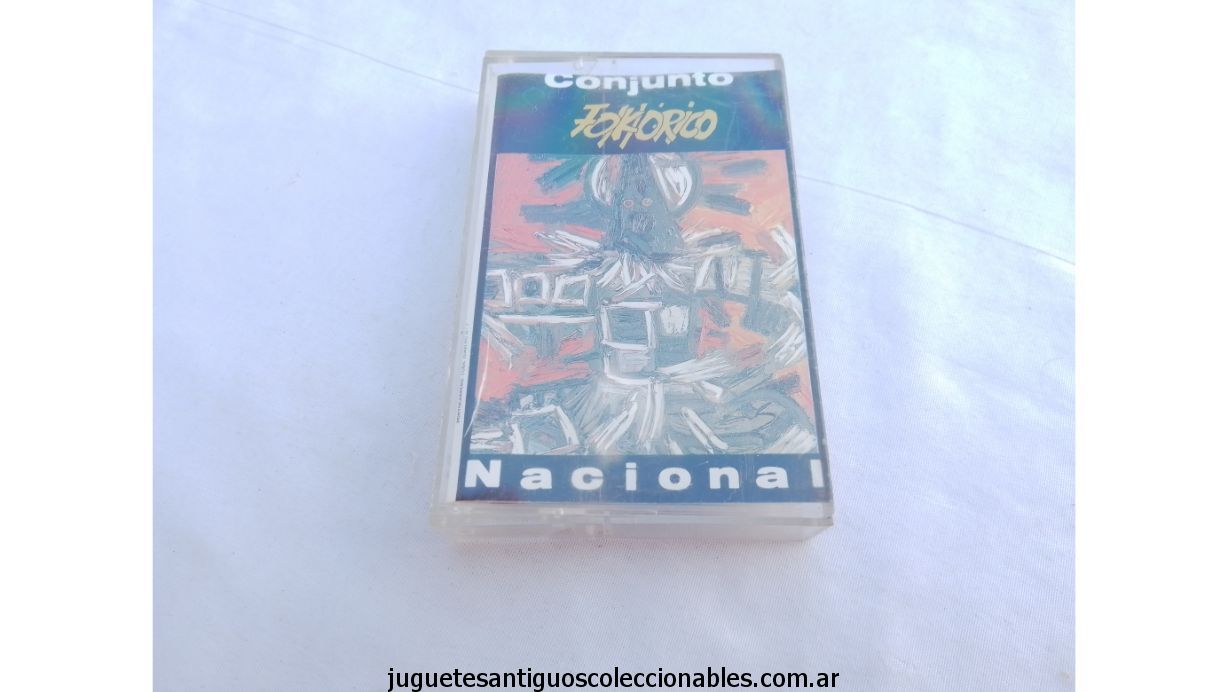 Conjunto
Folklórico
Nacional
juguetesantiguoscoleccionables.com.ar